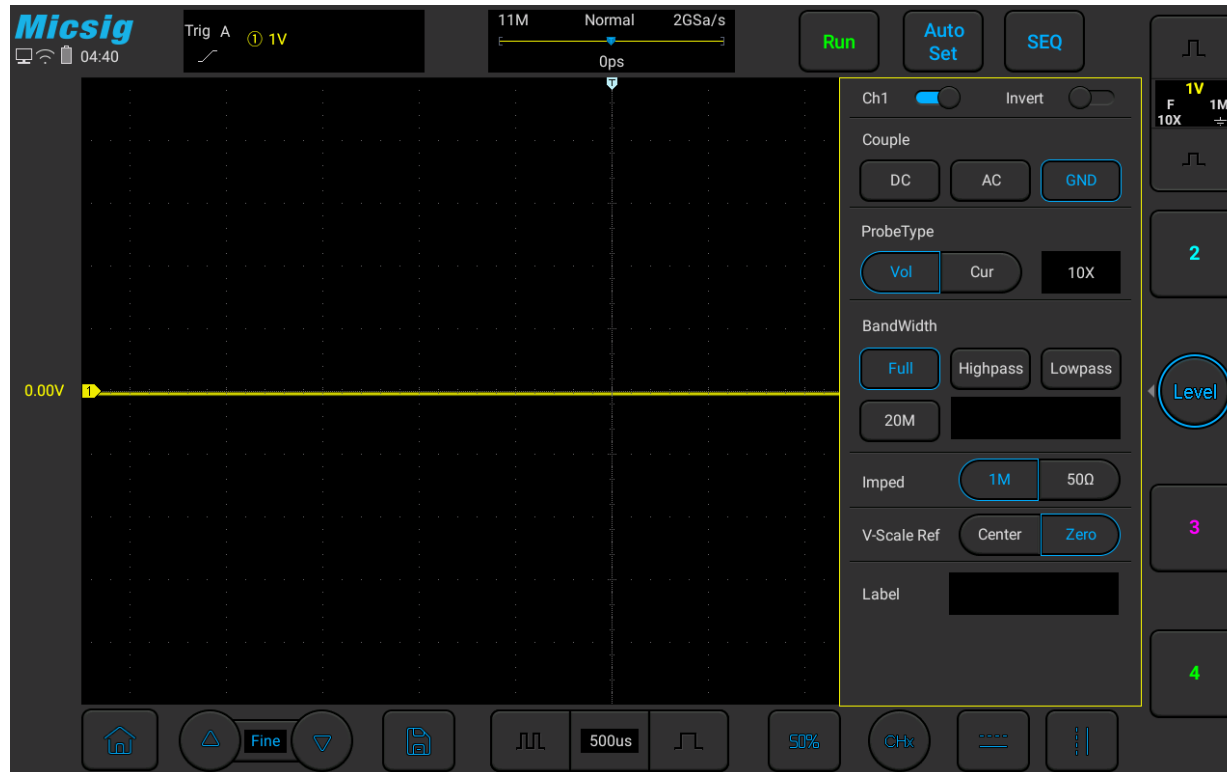 Micsig
04:40
Trig A ① 1V
11M Normal 2GSa/s
0ps
Run
Auto
Set
SEQ
T
Ch1 Invert
Couple
DC AC GND
ProbeType
Vol Cur 10X
BandWidth
Full Highpass Lowpass
20M
Imped 1M 50Ω
V-Scale Ref Center Zero
Label
0.00V 1
1V
F 1M
10X
2
Level
3
4
Fine
500us
50%
CHx